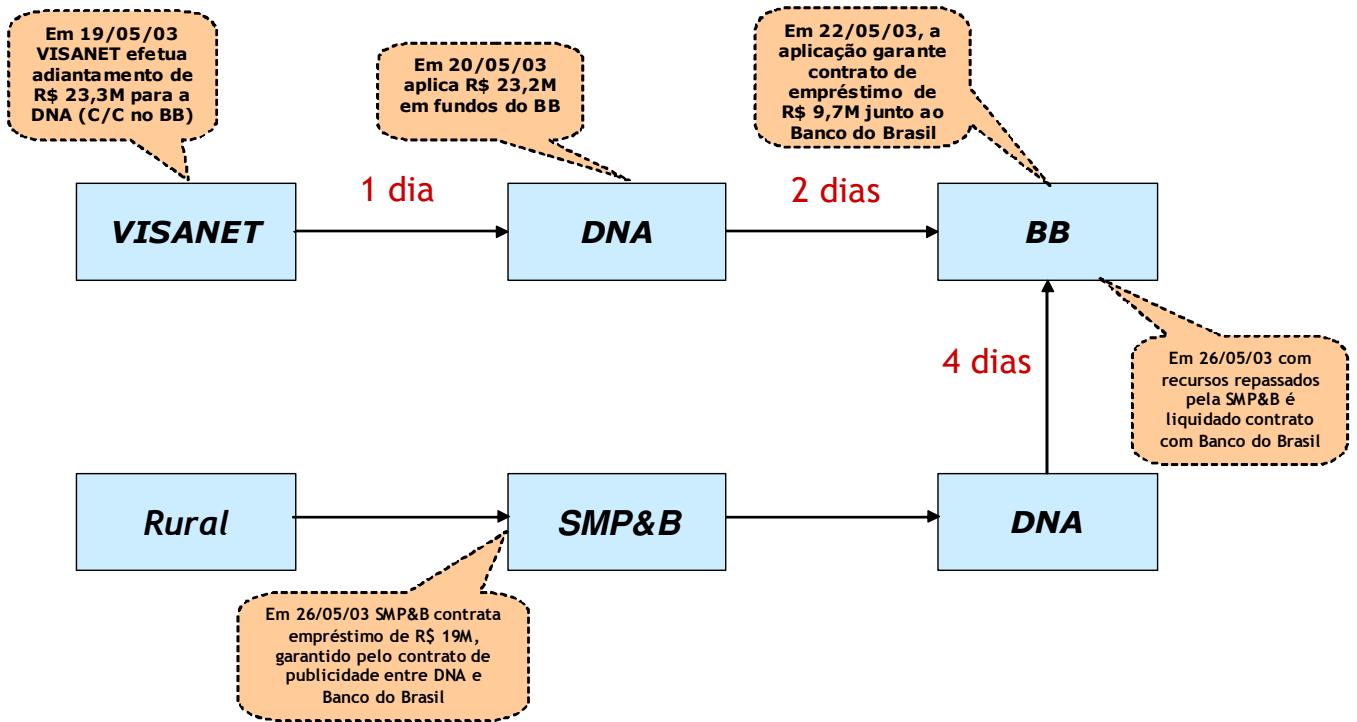 Em 19/05/03
VISANET efetua
adiantamento de
R$ 23,3M para a
DNA (C/C no BB)
Em 20/05/03
aplica R$ 23,2M
em fundos do BB
Em 22/05/03, a
aplicação garante
contrato de
empréstimo de
R$ 9,7M junto ao
Banco do Brasil
VISANET
1 dia
DNA
2 dias
BB
4 dias
Em 26/05/03 com
recursos repassados
pela SMP&B é
liquidado contrato
com Banco do Brasil
Rural
SMP&B
DNA
Em 26/05/03 SMP&B contrata
empréstimo de R$ 19M,
garantido pelo contrato de
publicidade entre DNA e
Banco do Brasil